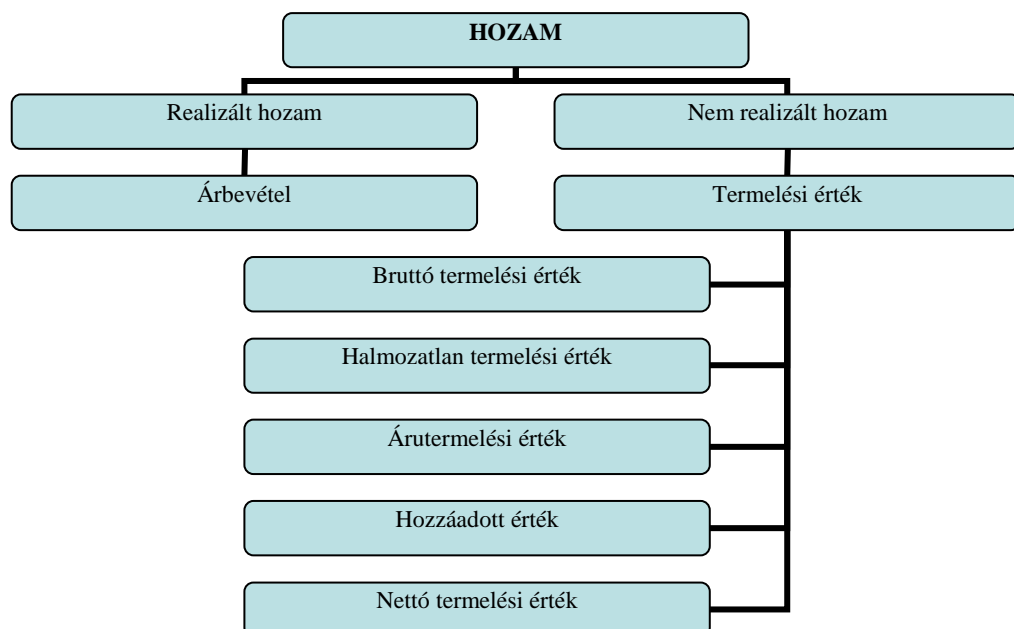 HOZAM
Realizált hozam
Nem realizált hozam
Árbevétel
Termelési érték
Bruttó termelési érték
Halmozatlan termelési érték
Árutermelési érték
Hozzáadott érték
Nettó termelési érték